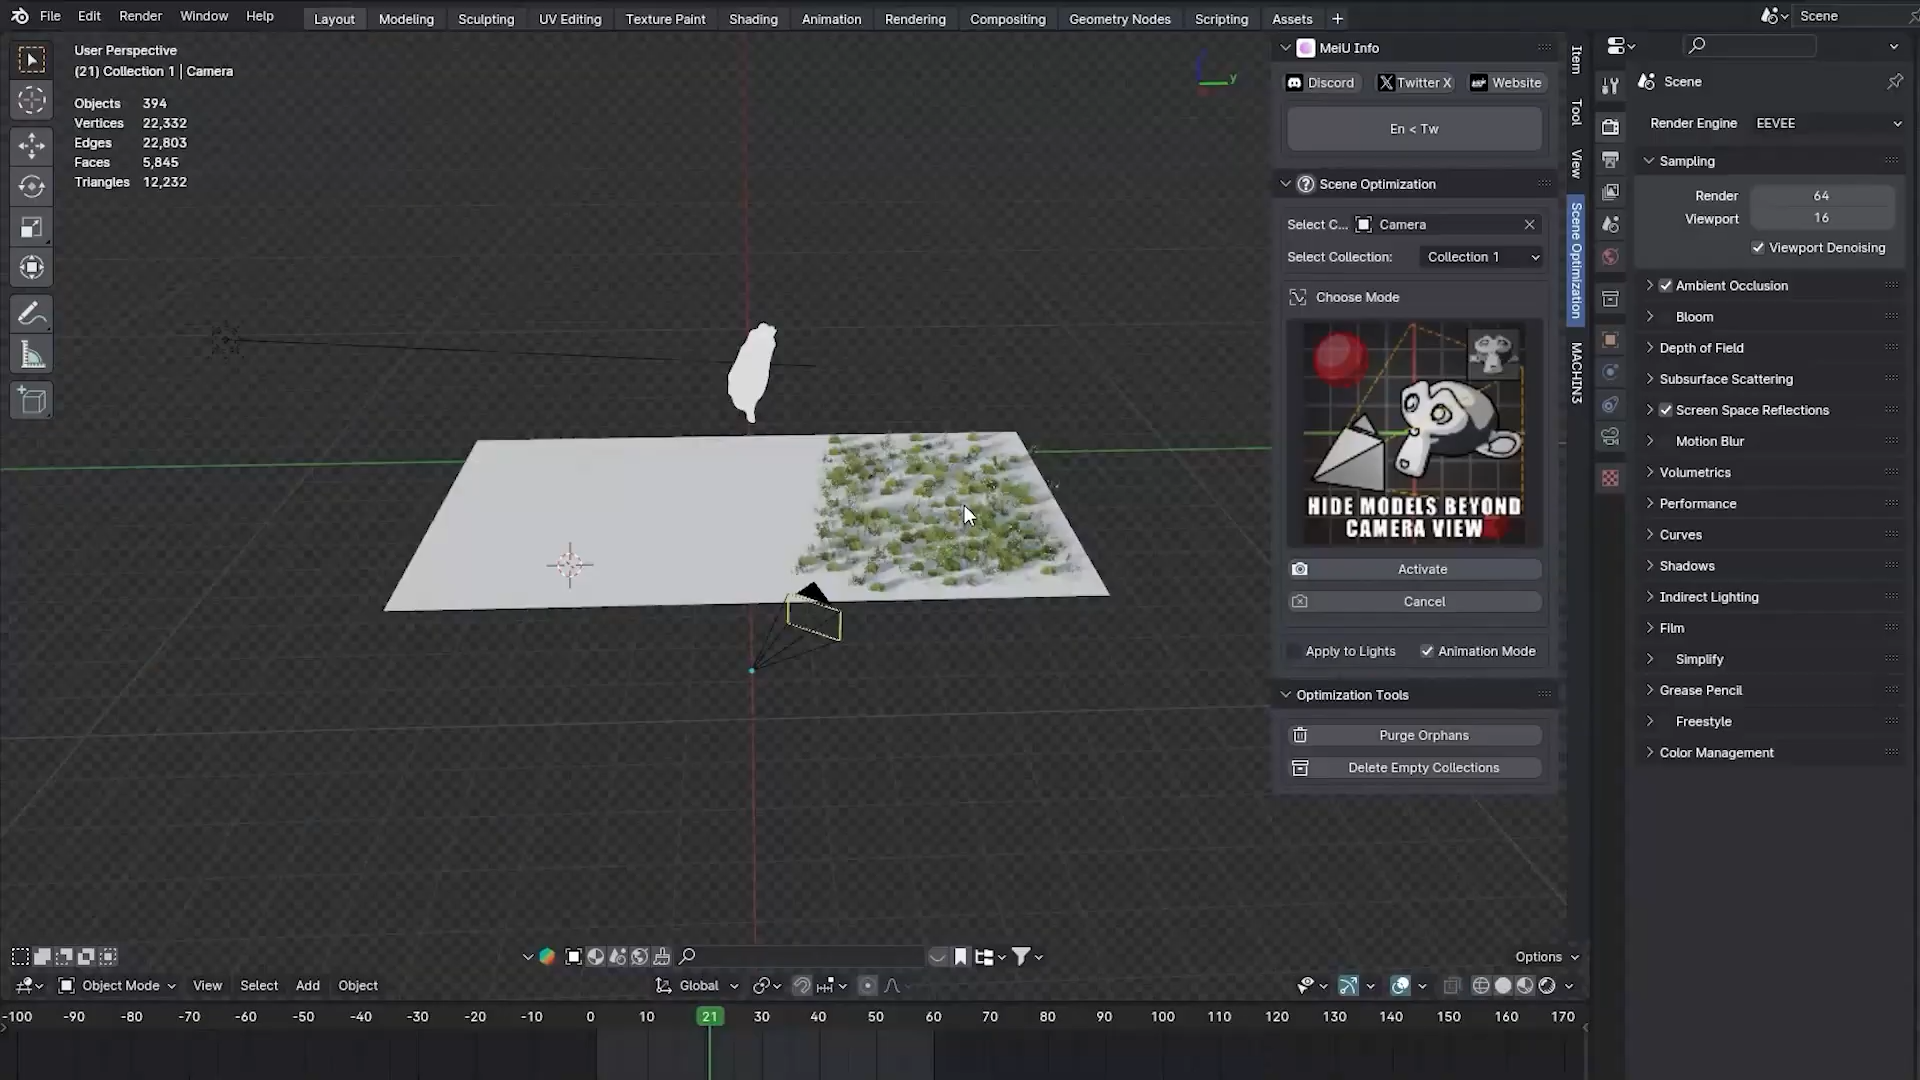 File Edit Render Window Help Layout Modeling Sculpting UV Editing Texture Paint Shading Animation Rendering Compositing Geometry Nodes Scripting Assets + Scene
User Perspective
(21) Collection 1 | Camera
Objects 394
Vertices 22,332
Edges 22,803
Faces 5,845
Triangles 12,232
Y
MeiU Info
Discord Twitter X Website
En < Tw
Scene Optimization
Select C... Camera
Select Collection: Collection 1
Choose Mode
HIDE MODELS BEYOND
CAMERA VIEW
Activate
Cancel
Apply to Lights Animation Mode
Optimization Tools
Purge Orphans
Delete Empty Collections
Item
Tool
View
Scene Optimization
MACHIN3
Scene
Render Engine EEVEE
Sampling
Render 64
Viewport 16
Viewport Denoising
Ambient Occlusion
Bloom
Depth of Field
Subsurface Scattering
Screen Space Reflections
Motion Blur
Volumetrics
Performance
Curves
Shadows
Indirect Lighting
Film
Simplify
Grease Pencil
Freestyle
Color Management
Options
Object Mode View Select Add Object Global
-100 -90 -80 -70 -60 -50 -40 -30 -20 -10 0 10 21 30 40 50 60 70 80 90 100 110 120 130 140 150 160 170